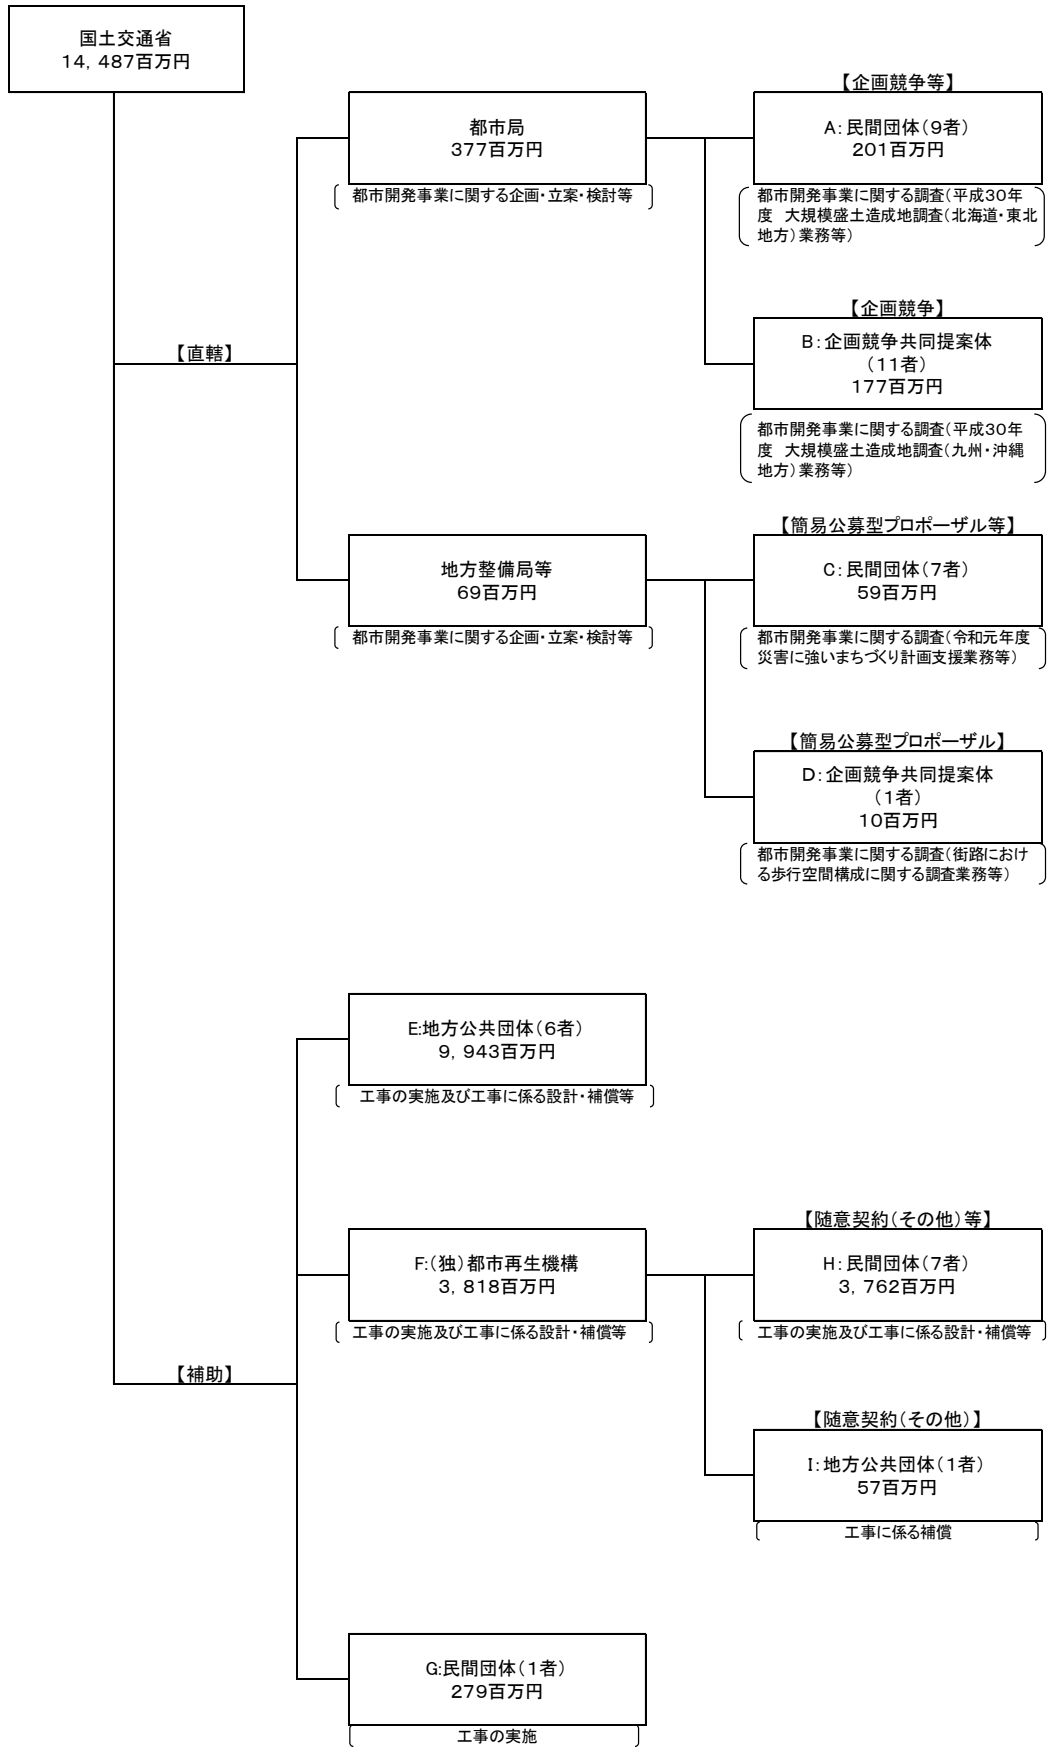 国土交通省
14，487百万円
【直轄】
都市局
377百万円
都市開発事業に関する企画・立案・検討等
【企画競争等】
A：民間団体（9者）
201百万円
都市開発事業に関する調査（平成30年
度　大規模盛土造成地調査（北海道・東北
地方）業務等）
【企画競争】
B：企画競争共同提案体
（11者）
177百万円
都市開発事業に関する調査（平成30年
度　大規模盛土造成地調査（九州・沖縄
地方）業務等）
地方整備局等
69百万円
都市開発事業に関する企画・立案・検討等
【簡易公募型プロポーザル等】
C：民間団体（7者）
59百万円
都市開発事業に関する調査（令和元年度
災害に強いまちづくり計画支援業務等）
【簡易公募型プロポーザル】
D：企画競争共同提案体
（1者）
10百万円
都市開発事業に関する調査（街路におけ
る歩行空間構成に関する調査業務等）
【補助】
E:地方公共団体（6者）
9，943百万円
工事の実施及び工事に係る設計・補償等
F:（独）都市再生機構
3，818百万円
工事の実施及び工事に係る設計・補償等
【随意契約（その他）等】
H：民間団体（7者）
3，762百万円
工事の実施及び工事に係る設計・補償等
【随意契約（その他）】
I：地方公共団体（1者）
57百万円
工事に係る補償
G:民間団体（1者）
279百万円
工事の実施